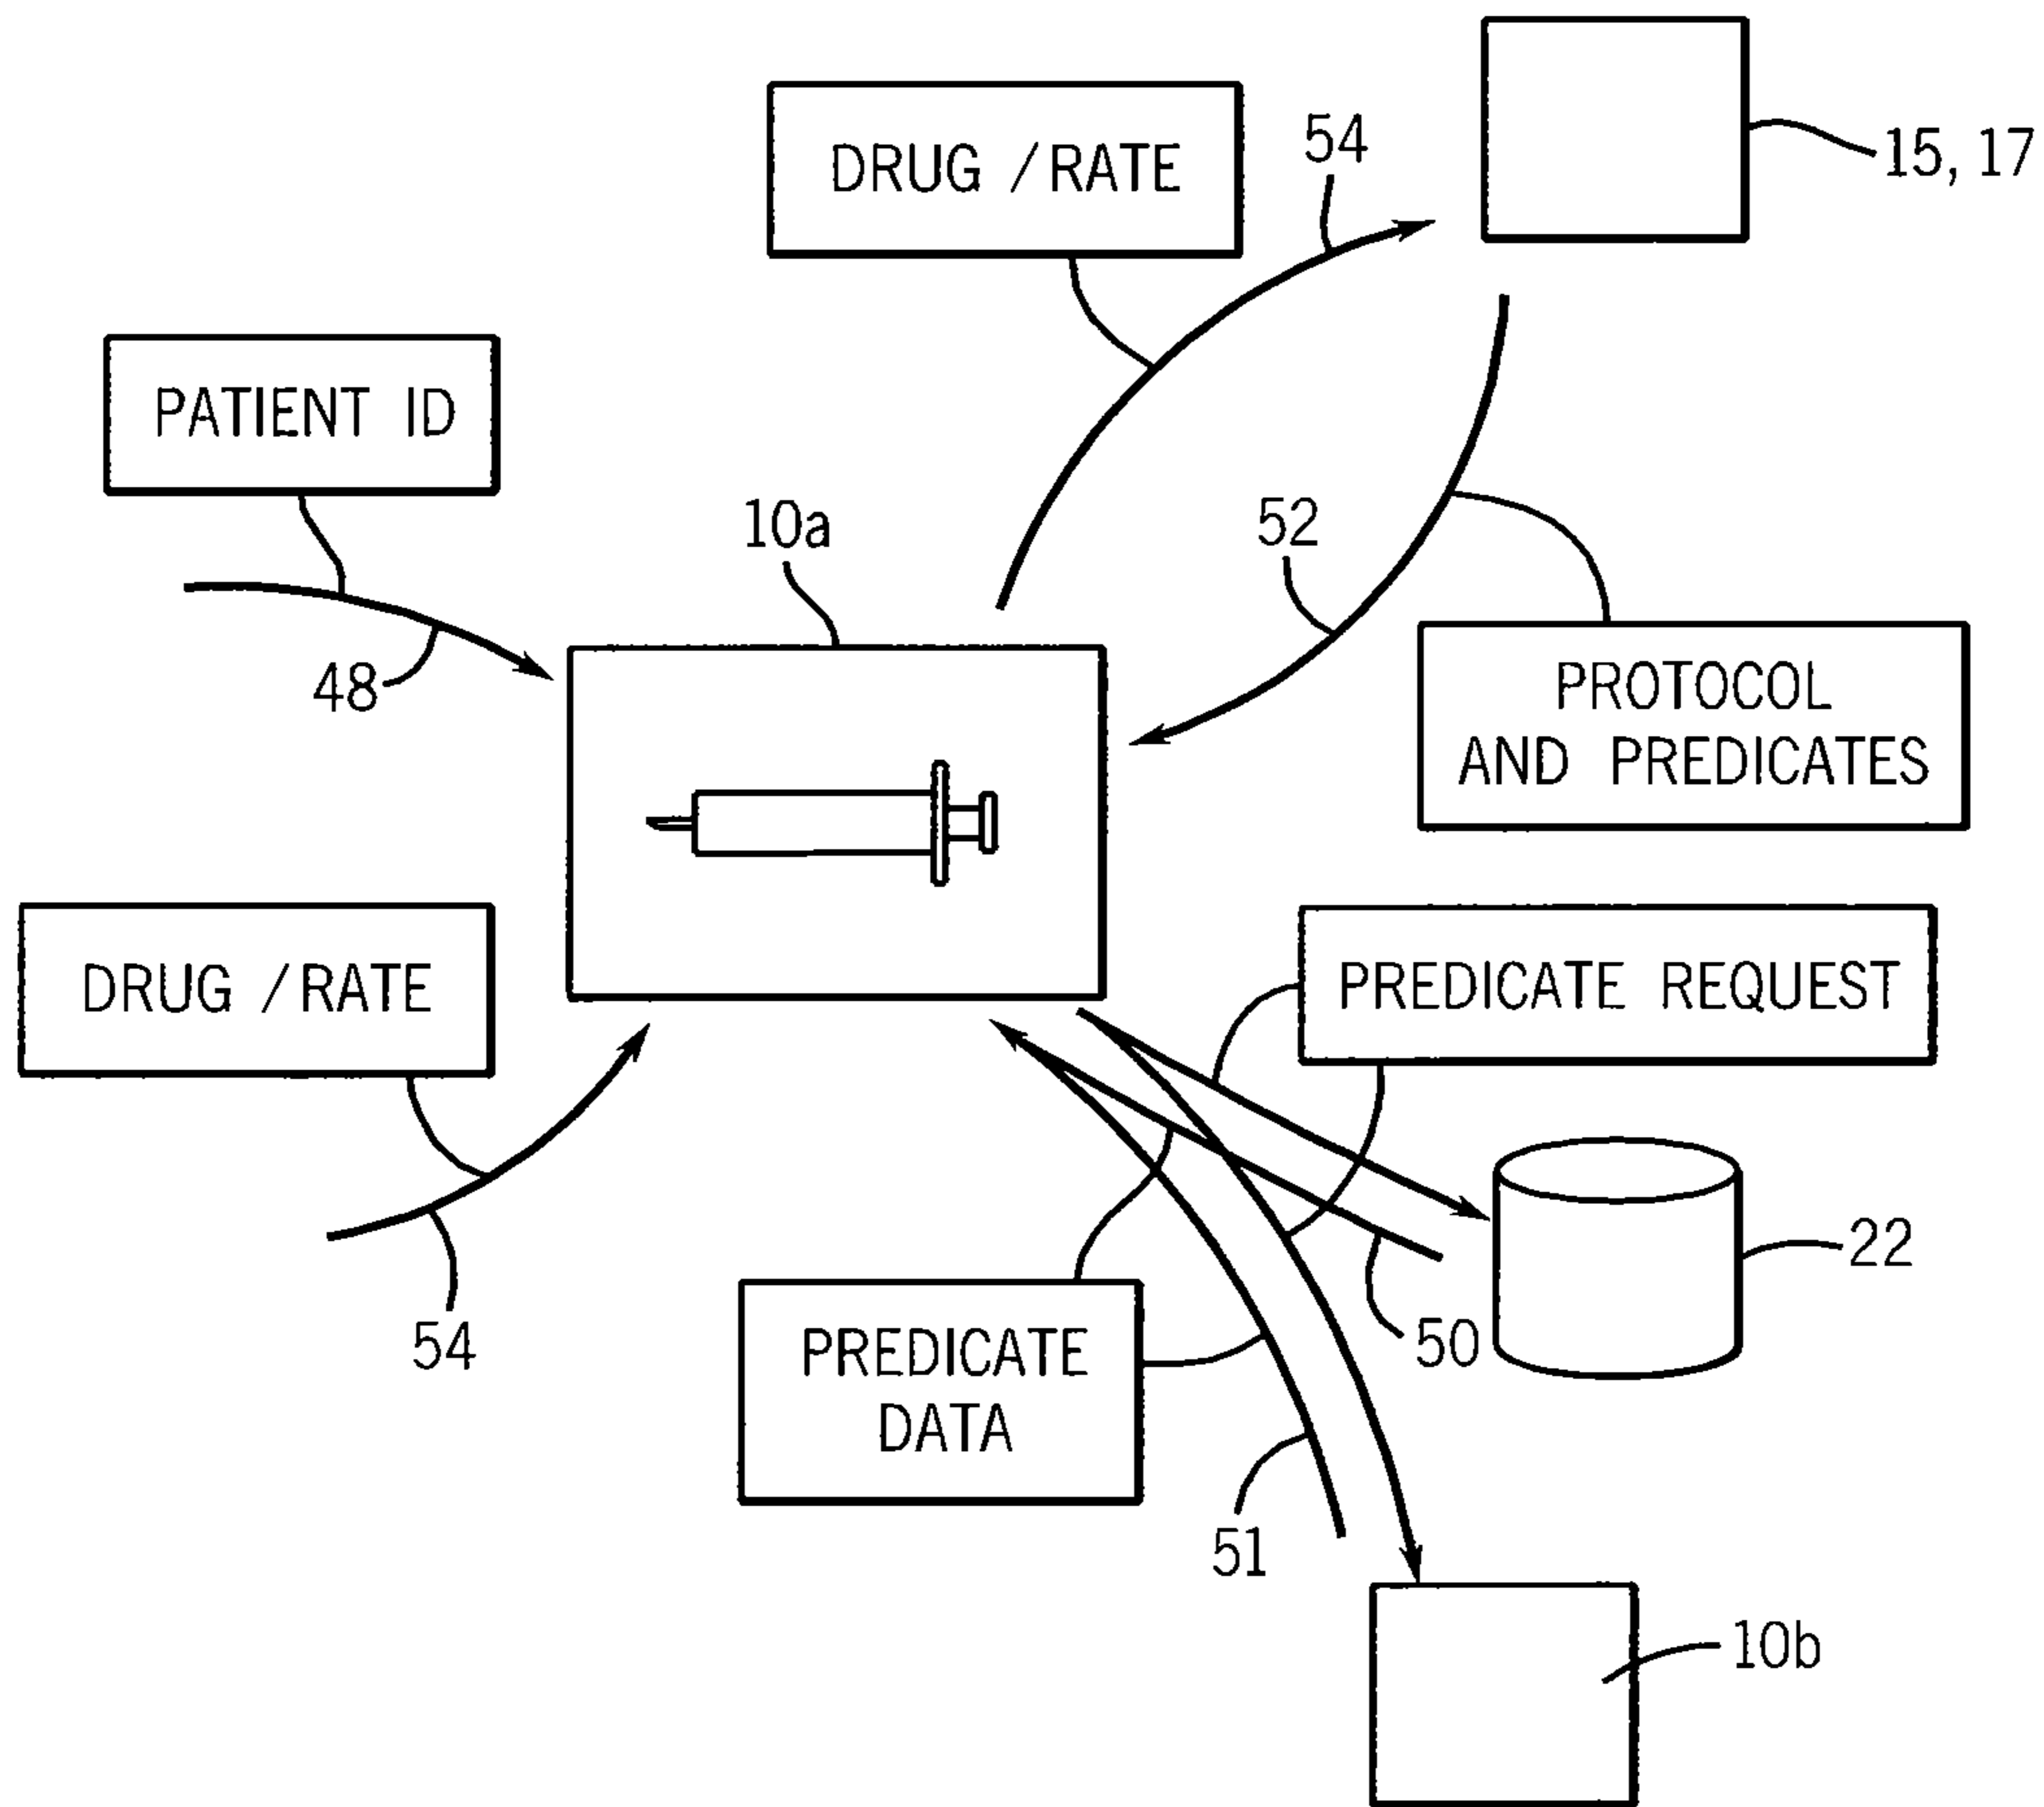 DRUG /RATE
54
15, 17
PATIENT ID
10a
52
48
PROTOCOL
AND PREDICATES
DRUG /RATE
PREDICATE REQUEST
22
54
50
PREDICATE
DATA
51
10b